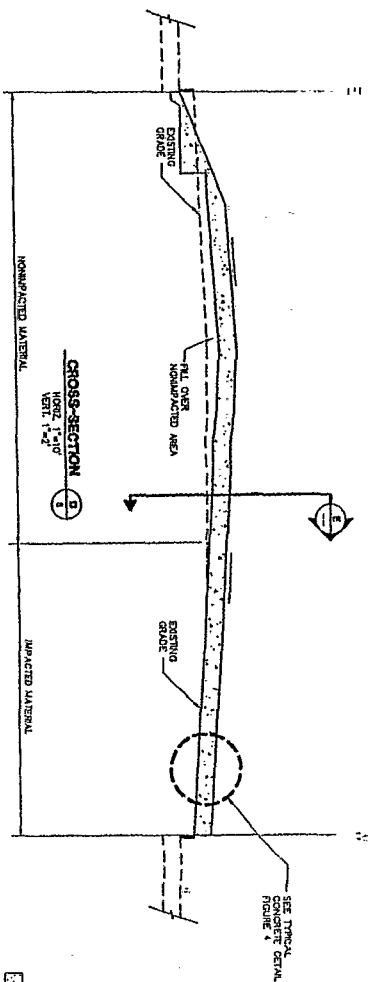 E
W
E
EXISTING
GRADE
FILL OVER
NONIMPACTED AREA
EXISTING
GRADE
SEE TYPICAL
CONCRETE DETAIL
FIGURE 4
NONIMPACTED MATERIAL
IMPACTED MATERIAL
CROSS-SECTION
HORIZ. 1"=10'
VERT. 1"=2'
D